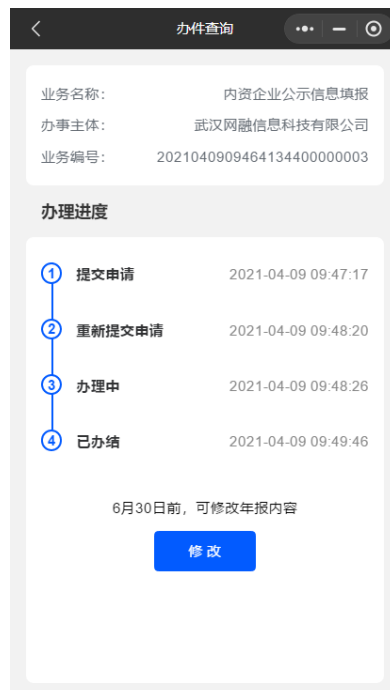 办件查询
业务名称： 内资企业公示信息填报
办事主体： 武汉网融信息科技有限公司
业务编号： 2021040909464134400000003
办理进度
1 提交申请 2021-04-09 09:47:17
2 重新提交申请 2021-04-09 09:48:20
3 办理中 2021-04-09 09:48:26
4 已办结 2021-04-09 09:49:46
6月30日前，可修改年报内容
修改